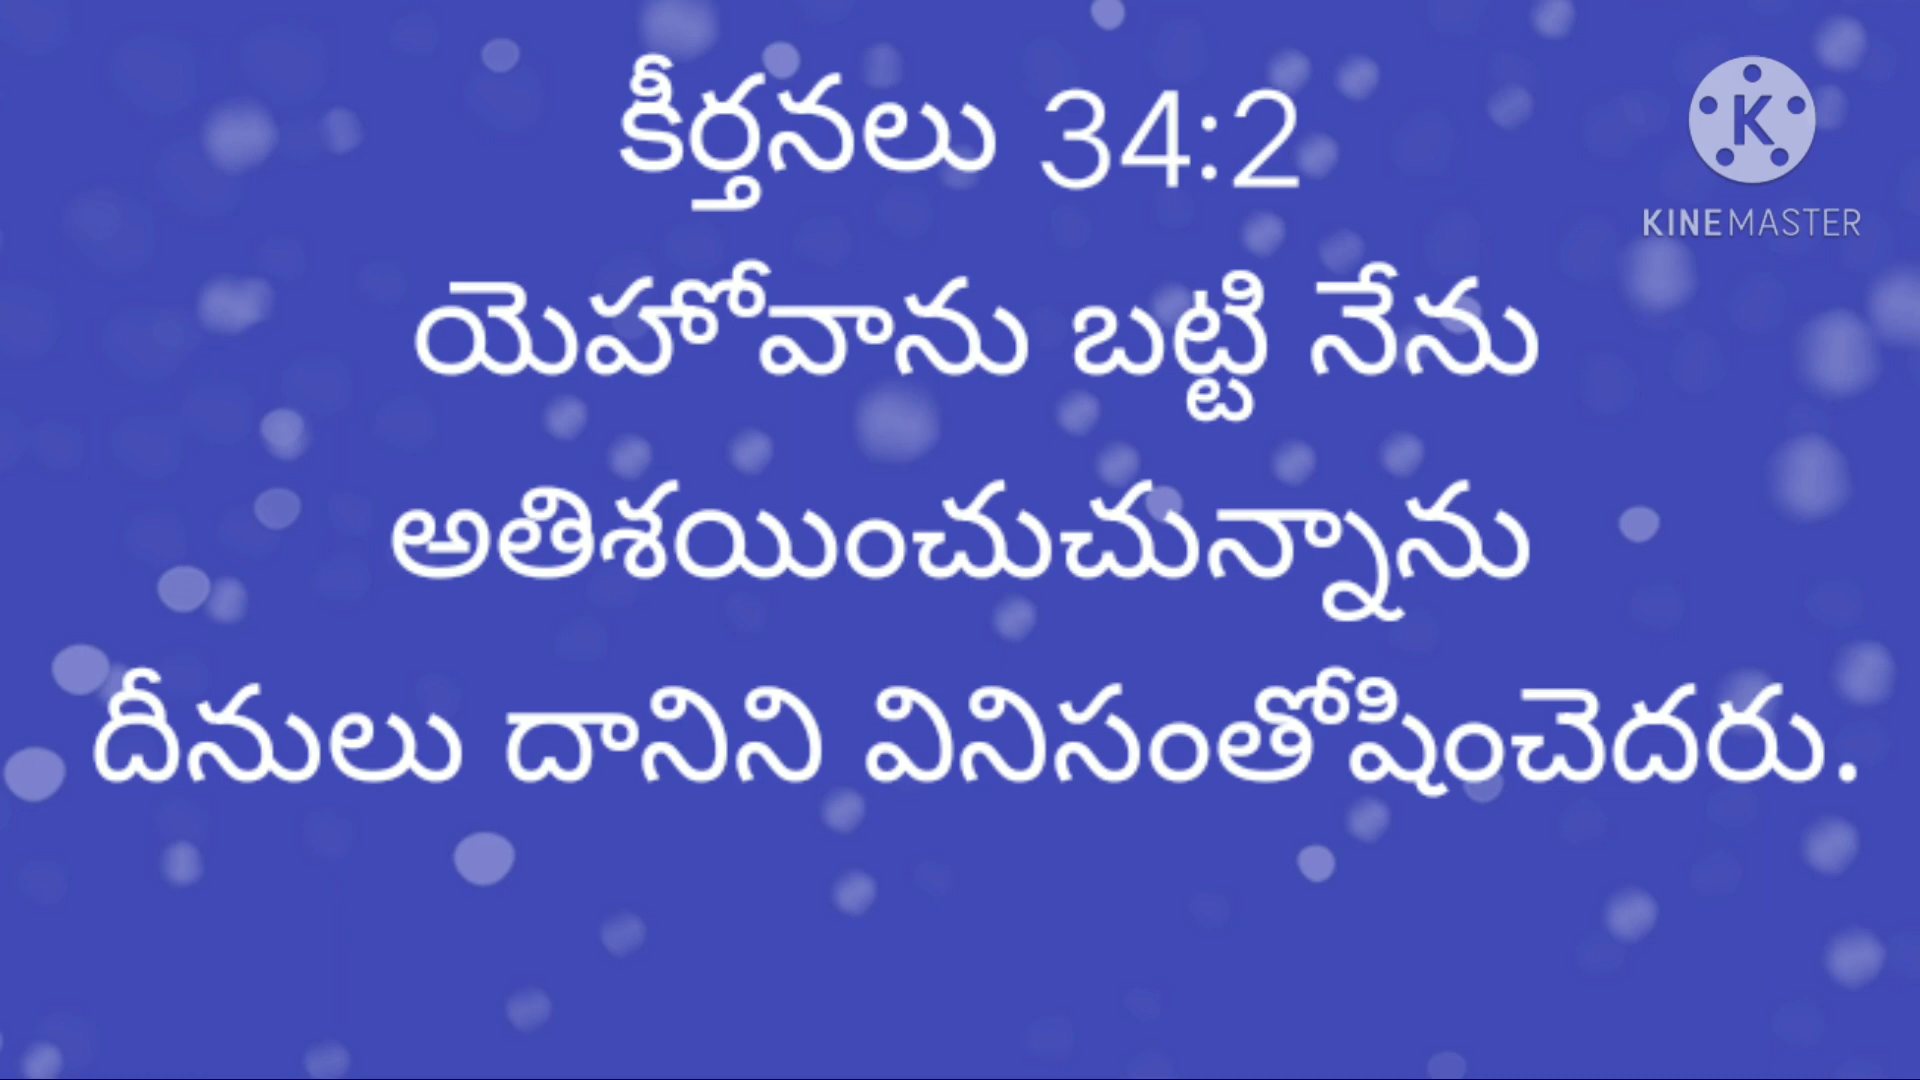 కీర్తనలు 34:2
యెహోవాను బట్టి నేను
అతిశయించుచున్నాను
దీనులు దానిని వినిసంతోషించెదరు.
K
KINEMASTER